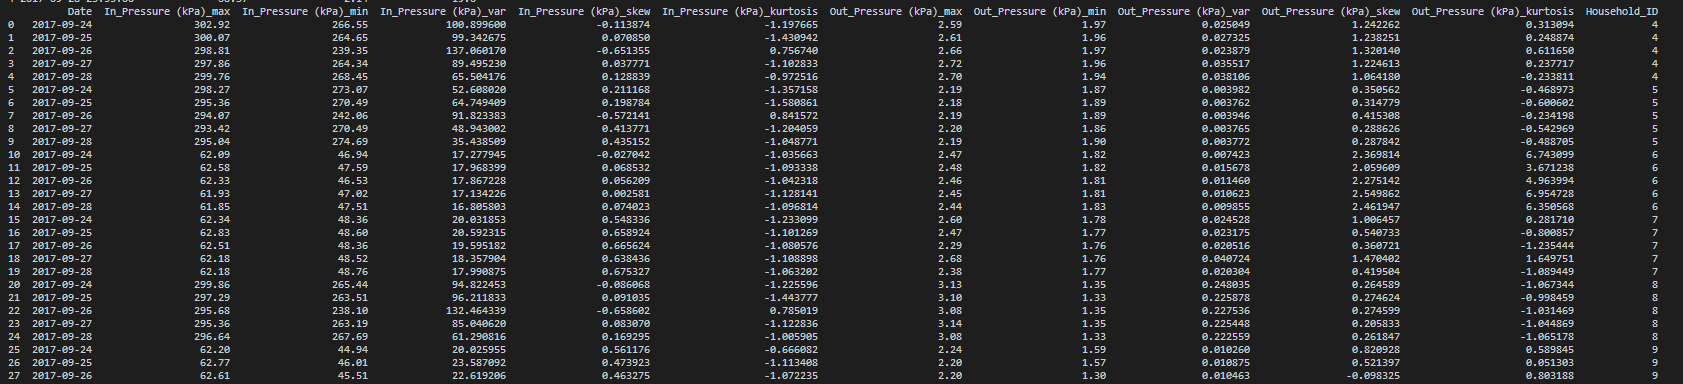 Date In_Pressure (kPa)_max In_Pressure (kPa)_min In_Pressure (kPa)_var In_Pressure (kPa)_skew In_Pressure (kPa)_kurtosis Out_Pressure (kPa)_max Out_Pressure (kPa)_min Out_Pressure (kPa)_var Out_Pressure (kPa)_skew Out_Pressure (kPa)_kurtosis Household_ID
0 2017-09-24 302.92 266.55 100.899600 -0.113874 -1.197665 2.59 1.97 0.025049 1.242262 0.313094 4
1 2017-09-25 300.07 264.65 99.342675 0.070850 -1.430942 2.61 1.96 0.027325 1.238251 0.248874 4
2 2017-09-26 298.81 239.35 137.060170 -0.651355 0.756740 2.66 1.97 0.023879 1.320140 0.611650 4
3 2017-09-27 297.86 264.34 89.495230 0.037771 -1.102833 2.72 1.96 0.035517 1.224613 0.237717 4
4 2017-09-28 299.76 268.45 65.504176 0.128839 -0.972516 2.70 1.94 0.038106 1.064180 -0.233811 4
5 2017-09-24 298.27 273.07 52.608020 0.211168 -1.357158 2.19 1.87 0.003982 0.350562 -0.468973 5
6 2017-09-25 295.36 270.49 64.749409 0.198784 -1.580861 2.18 1.89 0.003762 0.314779 -0.600602 5
7 2017-09-26 294.07 242.06 91.823383 -0.572141 0.841572 2.19 1.89 0.003946 0.415308 -0.234198 5
8 2017-09-27 293.42 270.49 48.943002 0.413771 -1.204059 2.20 1.86 0.003765 0.288626 -0.542969 5
9 2017-09-28 295.04 274.69 35.438509 0.435152 -1.048771 2.19 1.90 0.003772 0.287842 -0.488705 5
10 2017-09-24 62.09 46.94 17.277945 -0.027042 -1.035663 2.47 1.82 0.007423 2.369814 6.743099 6
11 2017-09-25 62.58 47.59 17.968399 0.068532 -1.093338 2.48 1.82 0.015678 2.059609 3.671238 6
12 2017-09-26 62.33 46.53 17.867228 0.056209 -1.042318 2.46 1.81 0.011460 2.275142 4.963994 6
13 2017-09-27 61.93 47.02 17.134226 0.002581 -1.128141 2.45 1.81 0.010623 2.549862 6.954728 6
14 2017-09-28 61.85 47.51 16.805803 0.074023 -1.096814 2.44 1.83 0.009855 2.461947 6.350568 6
15 2017-09-24 62.34 48.36 20.031853 0.548336 -1.233099 2.60 1.78 0.024528 1.006457 0.281710 7
16 2017-09-25 62.83 48.60 20.592315 0.658924 -1.101269 2.47 1.77 0.023175 0.540733 -0.800857 7
17 2017-09-26 62.51 48.36 19.595182 0.665624 -1.080576 2.29 1.76 0.020516 0.360721 -1.235444 7
18 2017-09-27 62.18 48.52 18.357904 0.638436 -1.108898 2.68 1.76 0.040724 1.470402 1.649751 7
19 2017-09-28 62.18 48.76 17.990875 0.675327 -1.063202 2.38 1.77 0.020304 0.419504 -1.089449 7
20 2017-09-24 299.86 265.44 94.822453 -0.086068 -1.225596 3.13 1.35 0.248035 0.264589 -1.067344 8
21 2017-09-25 297.29 263.51 96.211833 0.091035 -1.443777 3.10 1.33 0.225878 0.274624 -0.998459 8
22 2017-09-26 295.68 238.10 132.464339 -0.658602 0.785019 3.08 1.35 0.227536 0.274599 -1.031469 8
23 2017-09-27 295.36 263.19 85.040620 0.083070 -1.122836 3.14 1.35 0.225448 0.205833 -1.044869 8
24 2017-09-28 296.64 267.69 61.290816 0.169295 -1.005905 3.08 1.33 0.222559 0.261847 -1.065178 8
25 2017-09-24 62.20 44.94 20.025955 0.561176 -0.666082 2.24 1.59 0.010260 0.820928 0.589845 9
26 2017-09-25 62.77 46.01 23.587092 0.473923 -1.113408 2.20 1.57 0.010875 0.521397 0.051303 9
27 2017-09-26 62.61 45.51 22.619206 0.463275 -1.072235 2.20 1.30 0.010463 -0.098325 0.803188 9